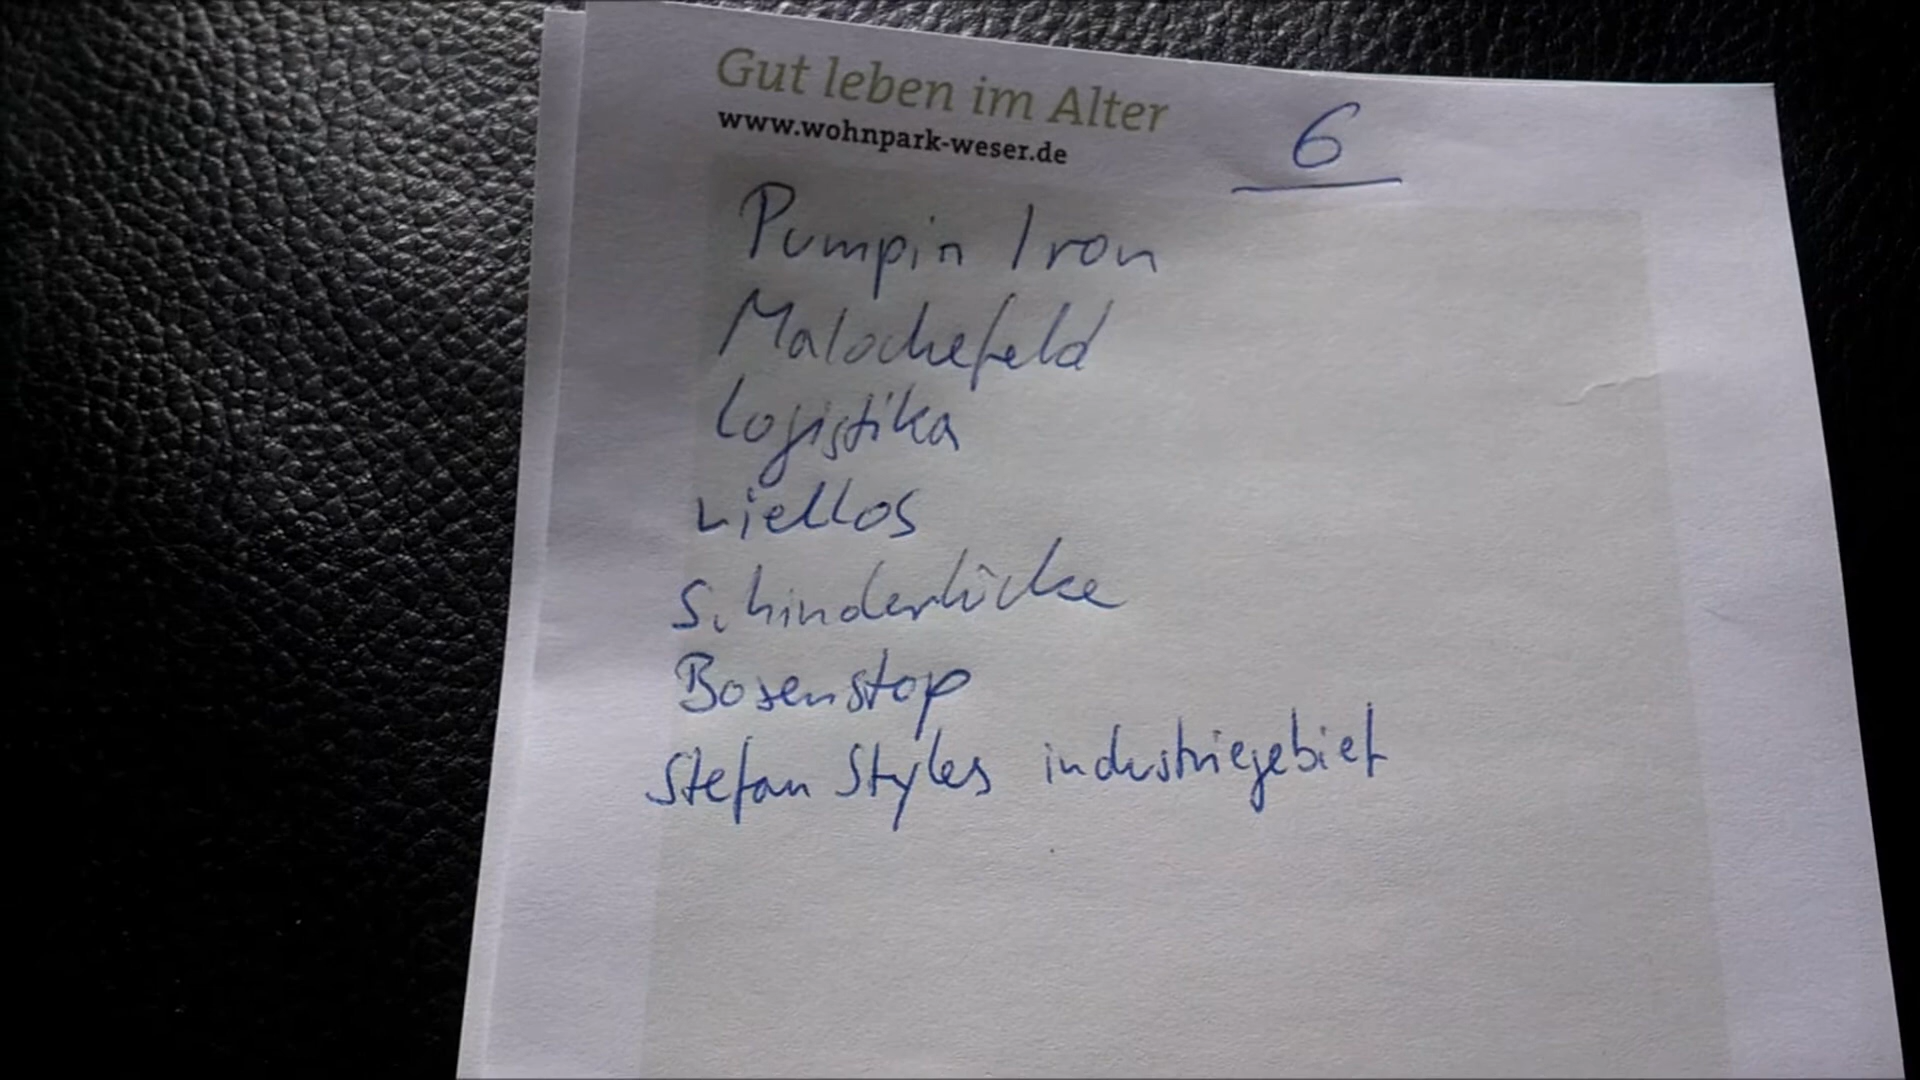 Gut leben im Alter
www.wohnpark-weser.de
6
Pumpin Iron
Malochefeld
Logistika
Liellos
Schinderlücke
Bosenstop
Stefan Styles industriegebiet